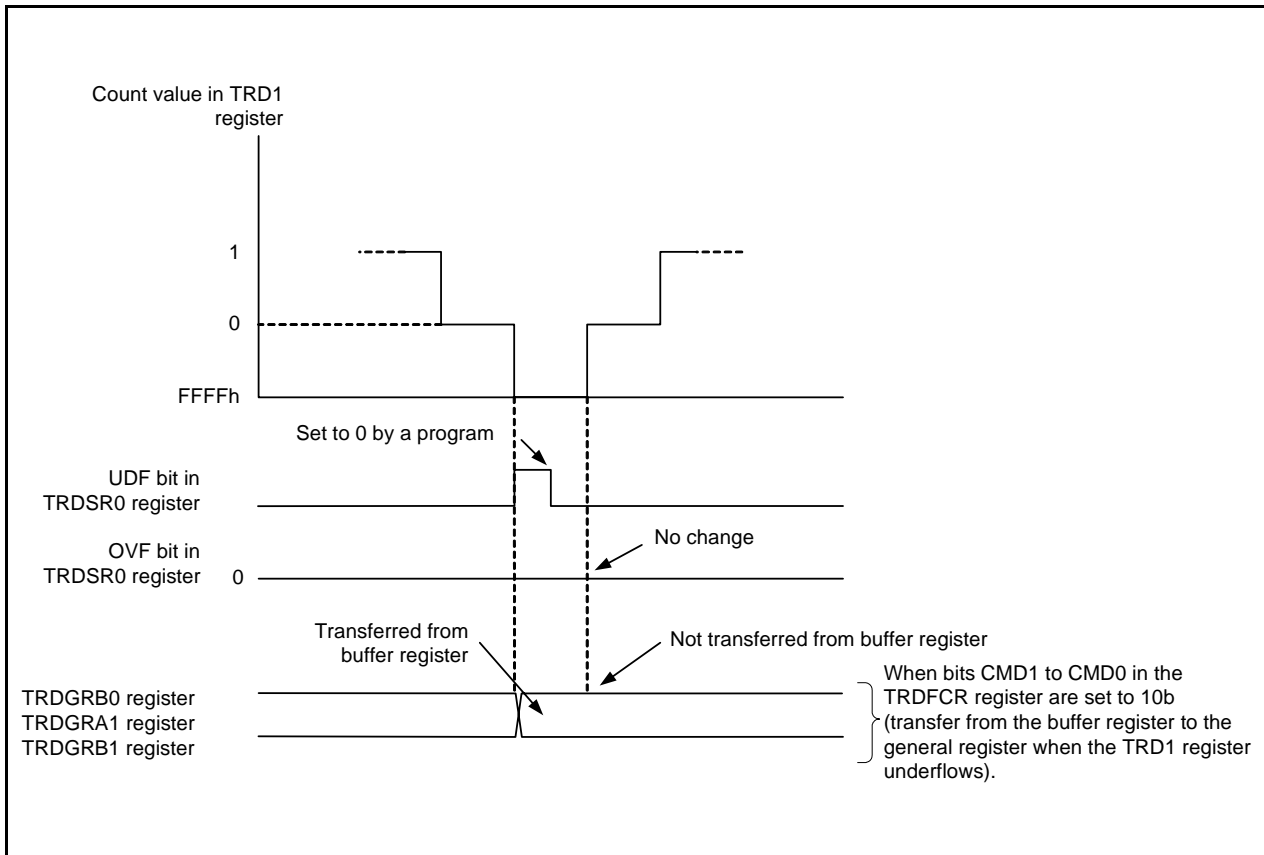 Count value in TRD1
register
1
0
FFFFh
Set to 0 by a program
UDF bit in
TRDSR0 register
No change
OVF bit in
TRDSR0 register
0
Transferred from
buffer register
Not transferred from buffer register
TRDGRB0 register
TRDGRA1 register
TRDGRB1 register
When bits CMD1 to CMD0 in the
TRDFCR register are set to 10b
(transfer from the buffer register to the
general register when the TRD1 register
underflows).